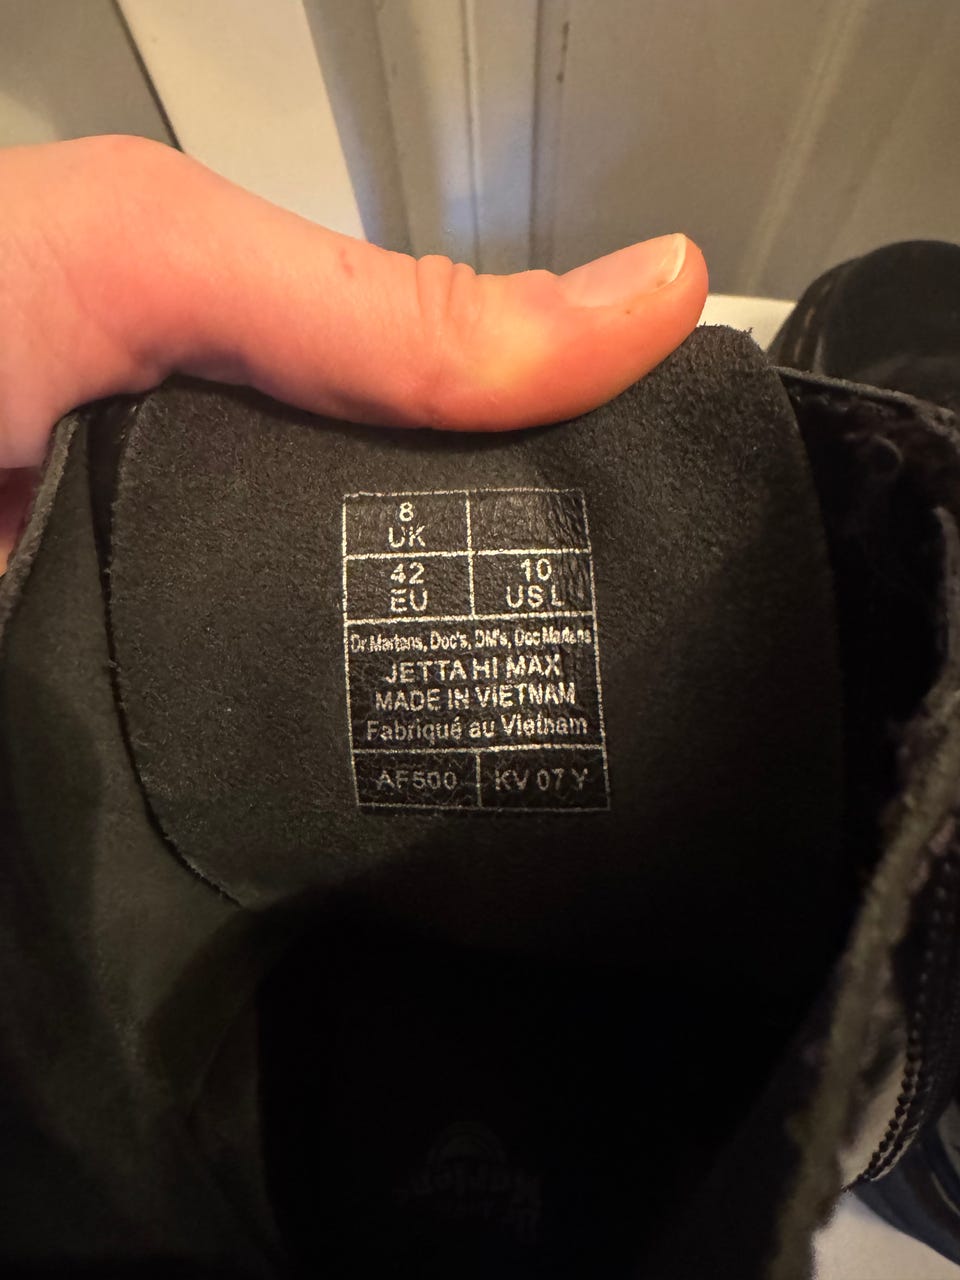 8
UK
42
EU
10
US L
Dr Martens, Doc's, DM's, Doc Martens
JETTA HI MAX
MADE IN VIETNAM
Fabriqué au Vietnam
AF500
KV 07 Y